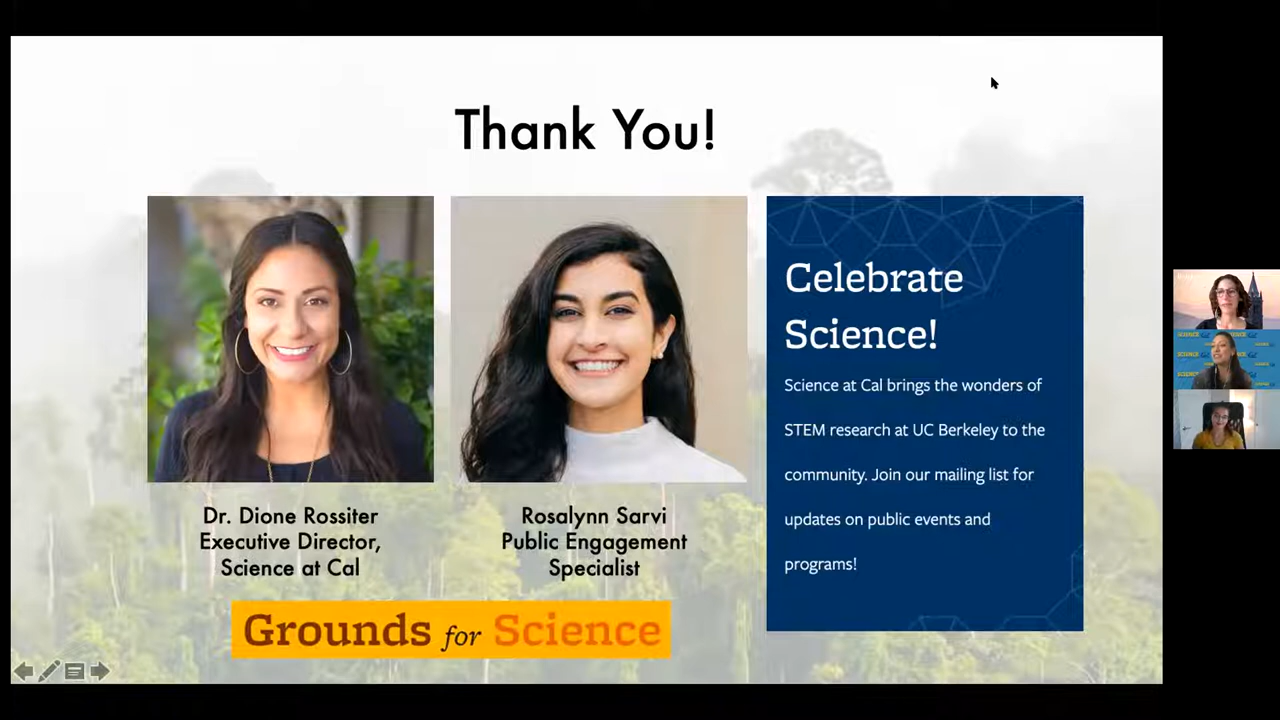 Thank You!
Dr. Dione Rossiter
Executive Director,
Science at Cal
Rosalynn Sarvi
Public Engagement
Specialist
Grounds for Science
Celebrate
Science!
Science at Cal brings the wonders of
STEM research at UC Berkeley to the
community. Join our mailing list for
updates on public events and
programs!